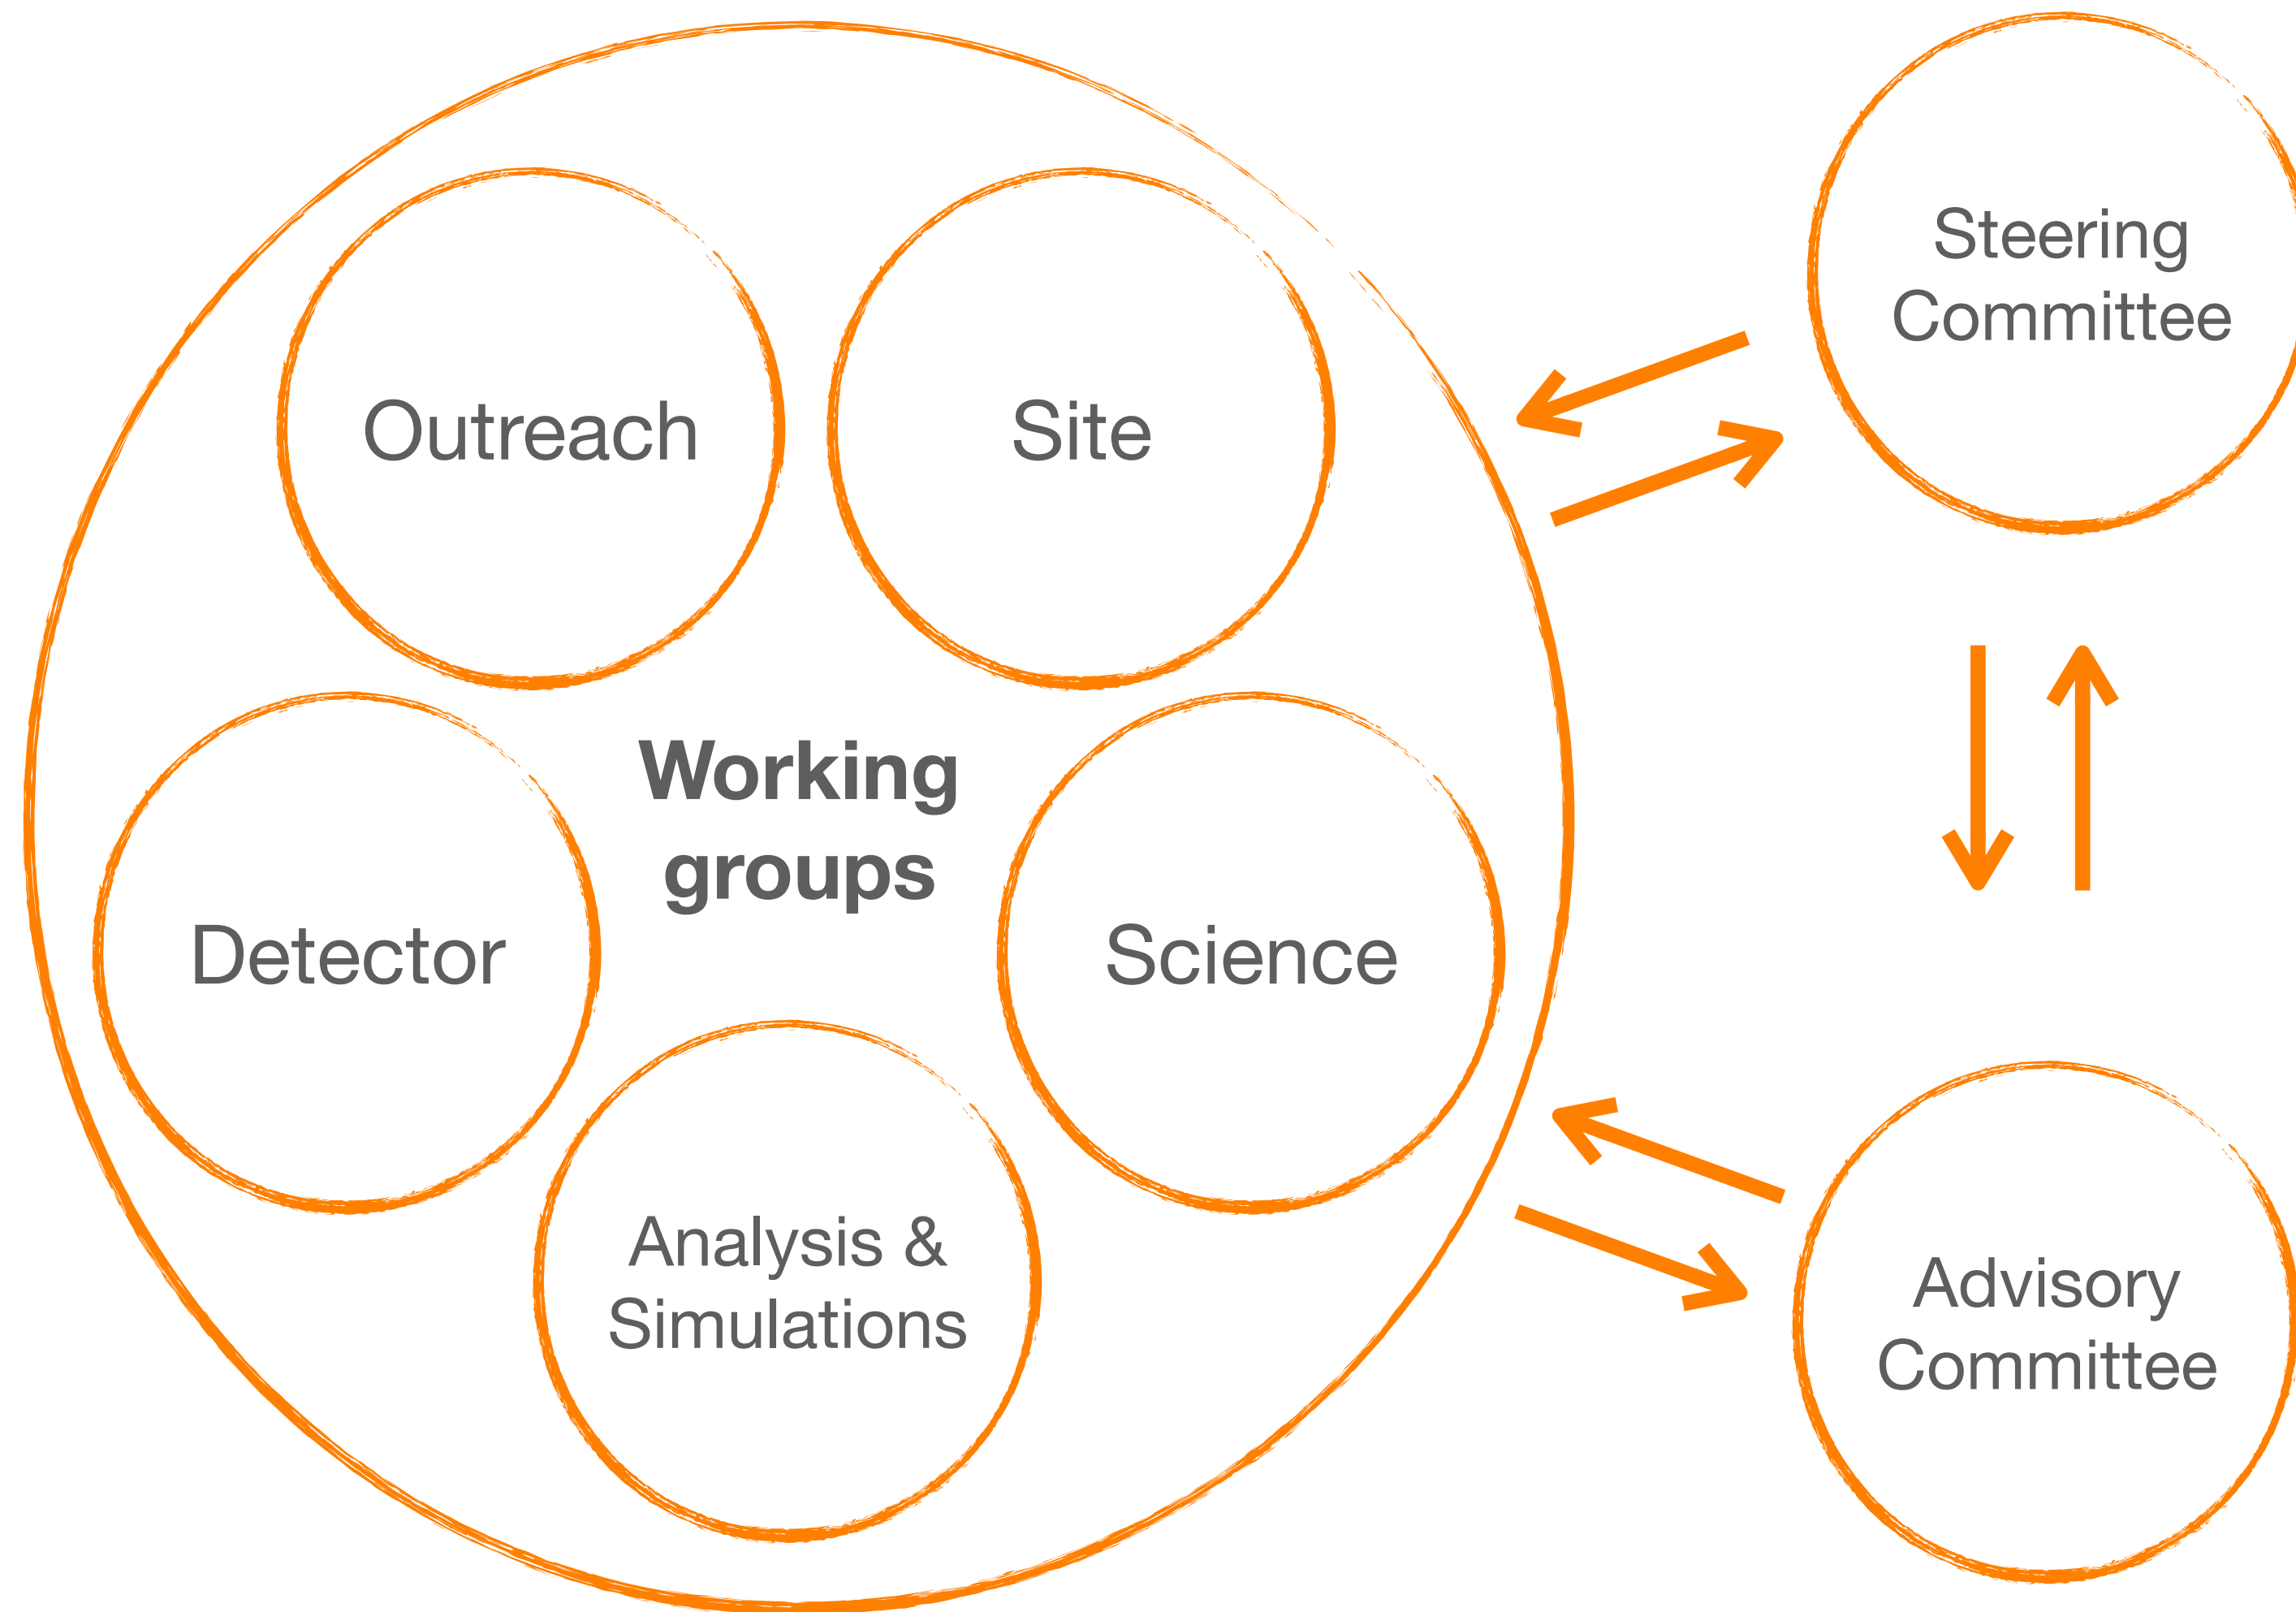 Steering
Committee
Outreach
Site
Working
groups
Detector
Science
Analysis &
Simulations
Advisory
Committee